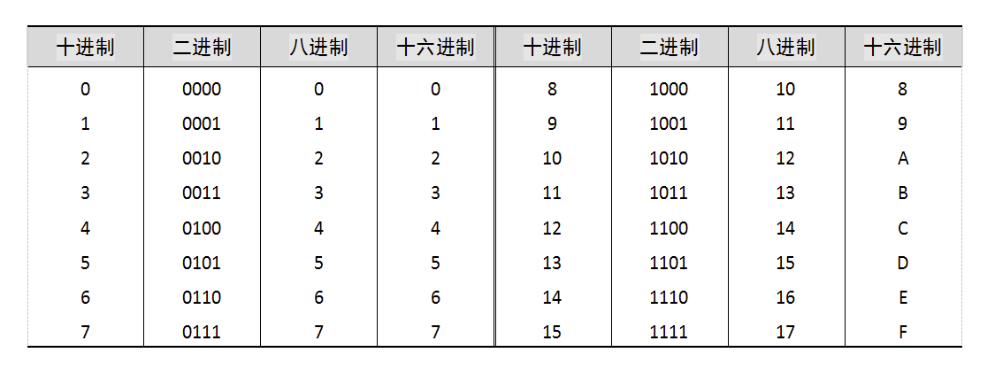 十进制 二进制 八进制 十六进制 十进制 二进制 八进制 十六进制
0 0000 0 0 8 1000 10 8
1 0001 1 1 9 1001 11 9
2 0010 2 2 10 1010 12 A
3 0011 3 3 11 1011 13 B
4 0100 4 4 12 1100 14 C
5 0101 5 5 13 1101 15 D
6 0110 6 6 14 1110 16 E
7 0111 7 7 15 1111 17 F